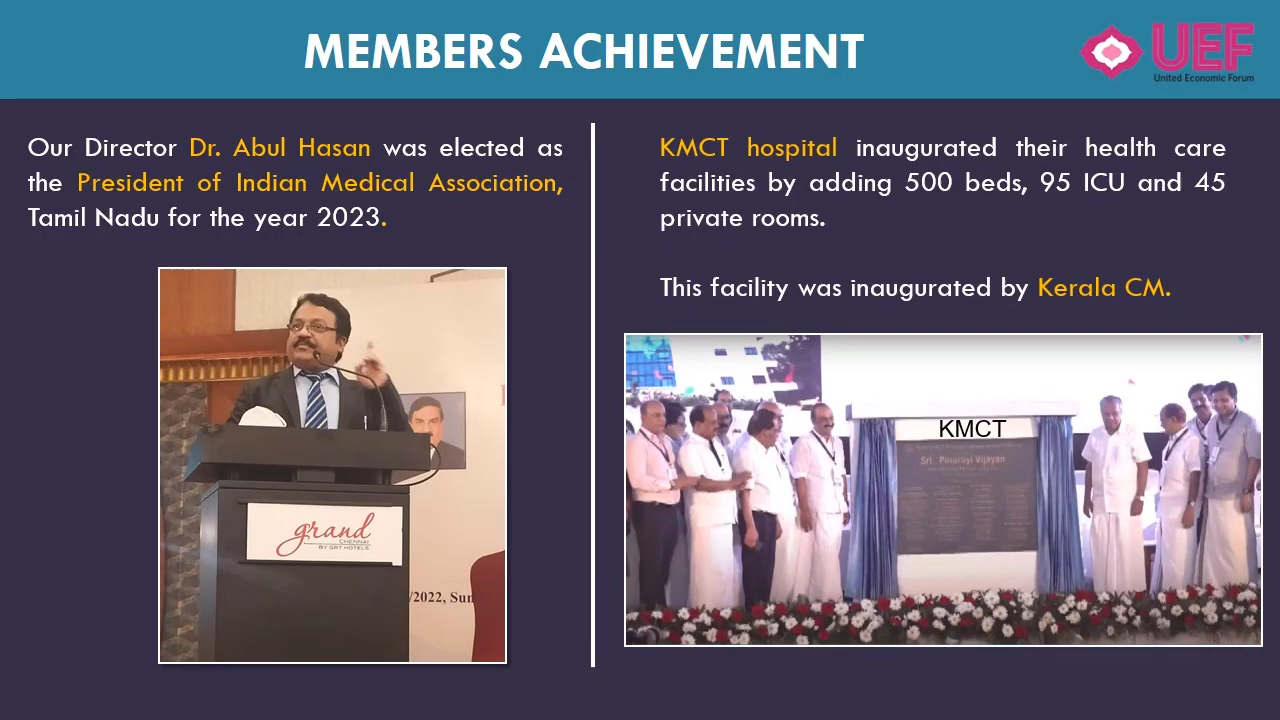 MEMBERS ACHIEVEMENT
UEF
United Economic Forum
Our Director Dr. Abul Hasan was elected as
the President of Indian Medical Association,
Tamil Nadu for the year 2023.
grand
CHENNAI
BY GRT HOTELS
/2022, Sun
KMCT hospital inaugurated their health care
facilities by adding 500 beds, 95 ICU and 45
private rooms.
This facility was inaugurated by Kerala CM.
KMCT
Sri. Pinarayi Vijayan